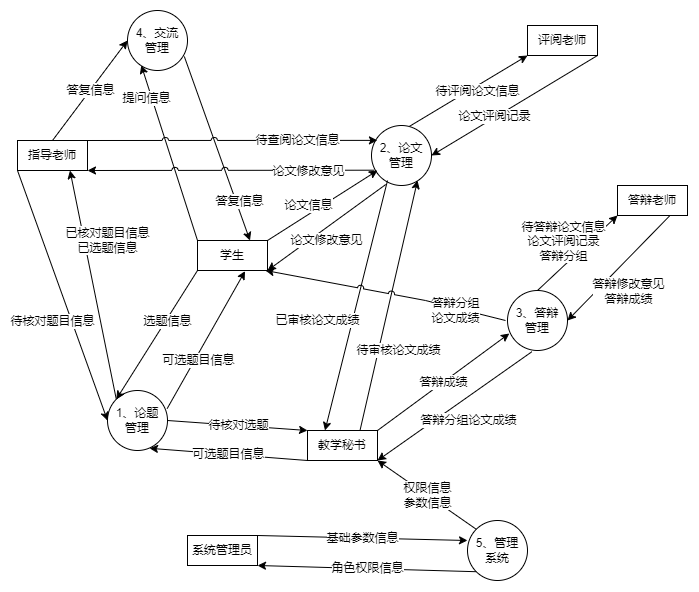 4、交流
管理
评阅老师
答复信息
提问信息
待评阅论文信息
论文评阅记录
指导老师
待查阅论文信息
2、论文
管理
论文修改意见
答复信息
论文信息
答辩老师
已核对题目信息
已选题信息
待答辩论文信息
论文评阅记录
答辩分组
论文修改意见
学生
答辩修改意见
答辩成绩
待核对题目信息
选题信息
已审核论文成绩
答辩分组
论文成绩
3、答辩
管理
可选题目信息
待审核论文成绩
答辩成绩
1、论题
管理
待核对选题
答辩分组论文成绩
教学秘书
可选题目信息
权限信息
参数信息
系统管理员
基础参数信息
5、管理
系统
角色权限信息